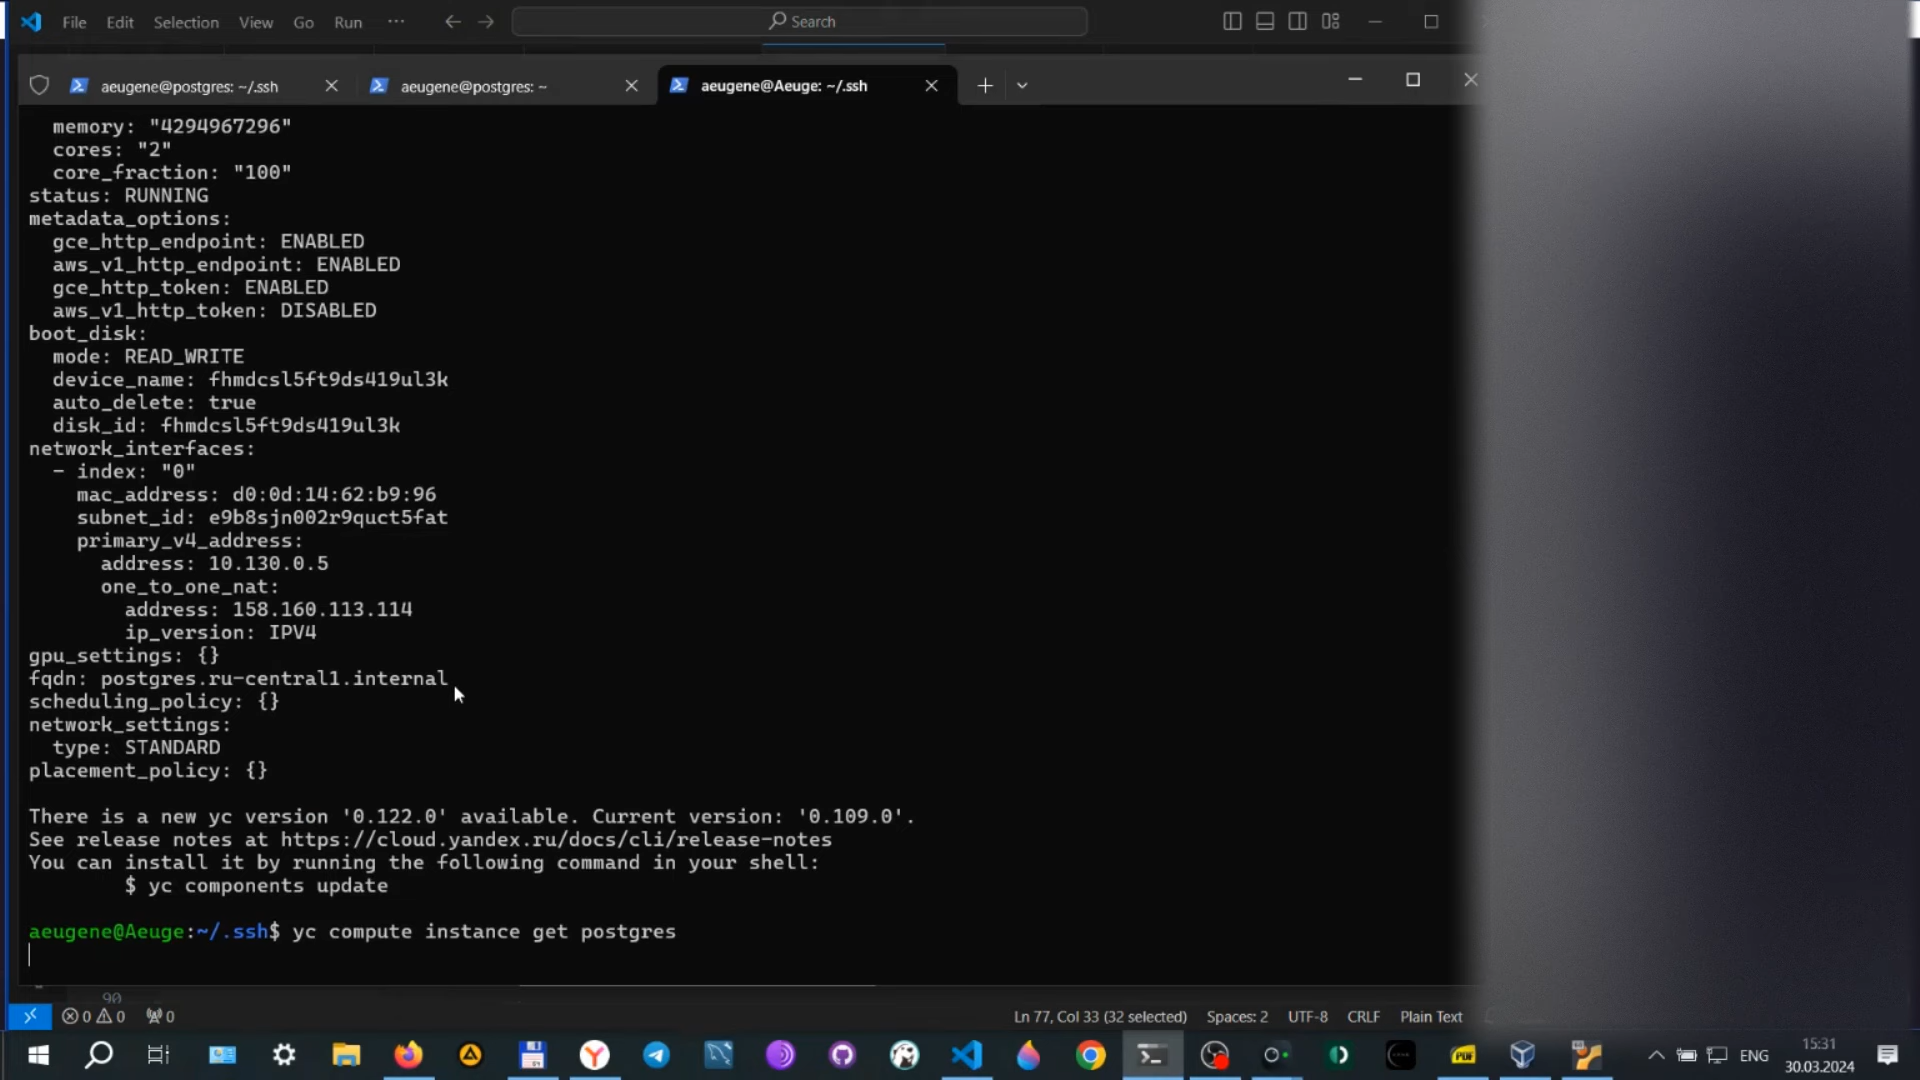 File Edit Selection View Go Run ··· Search
aeugene@postgres: ~/.ssh
aeugene@postgres: ~
aeugene@Aeuge: ~/.ssh
memory: "4294967296"
cores: "2"
core_fraction: "100"
status: RUNNING
metadata_options:
gce_http_endpoint: ENABLED
aws_v1_http_endpoint: ENABLED
gce_http_token: ENABLED
aws_v1_http_token: DISABLED
boot_disk:
mode: READ_WRITE
device_name: fhmdcsl5ft9ds419ul3k
auto_delete: true
disk_id: fhmdcsl5ft9ds419ul3k
network_interfaces:
- index: "0"
mac_address: d0:0d:14:62:b9:96
subnet_id: e9b8sjn002r9quct5fat
primary_v4_address:
address: 10.130.0.5
one_to_one_nat:
address: 158.160.113.114
ip_version: IPV4
gpu_settings: {}
fqdn: postgres.ru-central1.internal
scheduling_policy: {}
network_settings:
type: STANDARD
placement_policy: {}
There is a new yc version '0.122.0' available. Current version: '0.109.0'.
See release notes at https://cloud.yandex.ru/docs/cli/release-notes
You can install it by running the following command in your shell:
$ yc components update
aeugene@Aeuge:~/.ssh$ yc compute instance get postgres
90
0 0 0 Ln 77, Col 33 (32 selected) Spaces: 2 UTF-8 CRLF Plain Text
ENG 15:31
30.03.2024